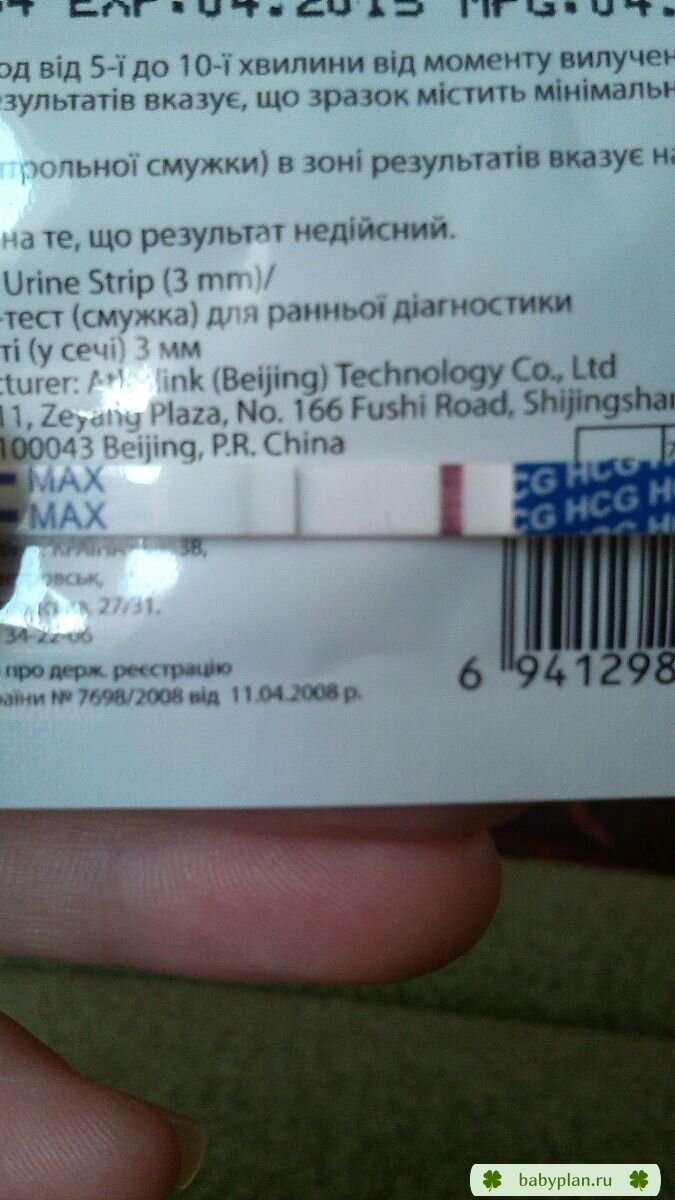 EXP:04.2015 MFG:04.
од від 5-ї до 10-ї хвилини від моменту вилучен
езультатів вказує, що зразок містить мінімальн
трольної смужки) в зоні результатів вказує на
на те, що результат недійсний.
Urine Strip (3 mm)/
-тест (смужка) для ранньої діагностики
ті (у сечі) 3 мм
cturer: At link (Beijing) Technology Co., Ltd
11, Zeyang Plaza, No. 166 Fushi Road, Shijingshan
100043 Beijing, P.R. China
MAX
MAX
CG HCG H
CG HCG H
38,
овськ,
27/31.
34-22-06
про держ. реєстрацію
раїни № 7698/2008 від 11.04.2008 р.
6 941298
babyplan.ru